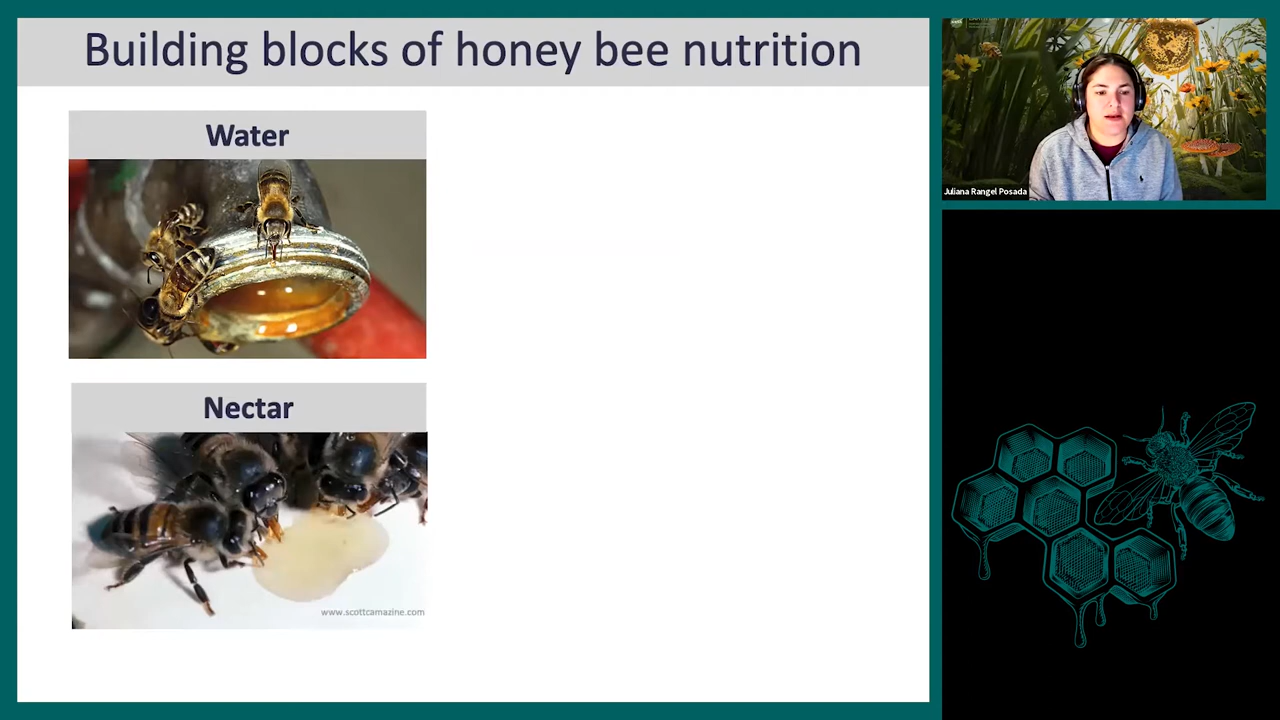 Building blocks of honey bee nutrition
Water
Nectar
www.scottcamazine.com
Juliana Rangel Posada